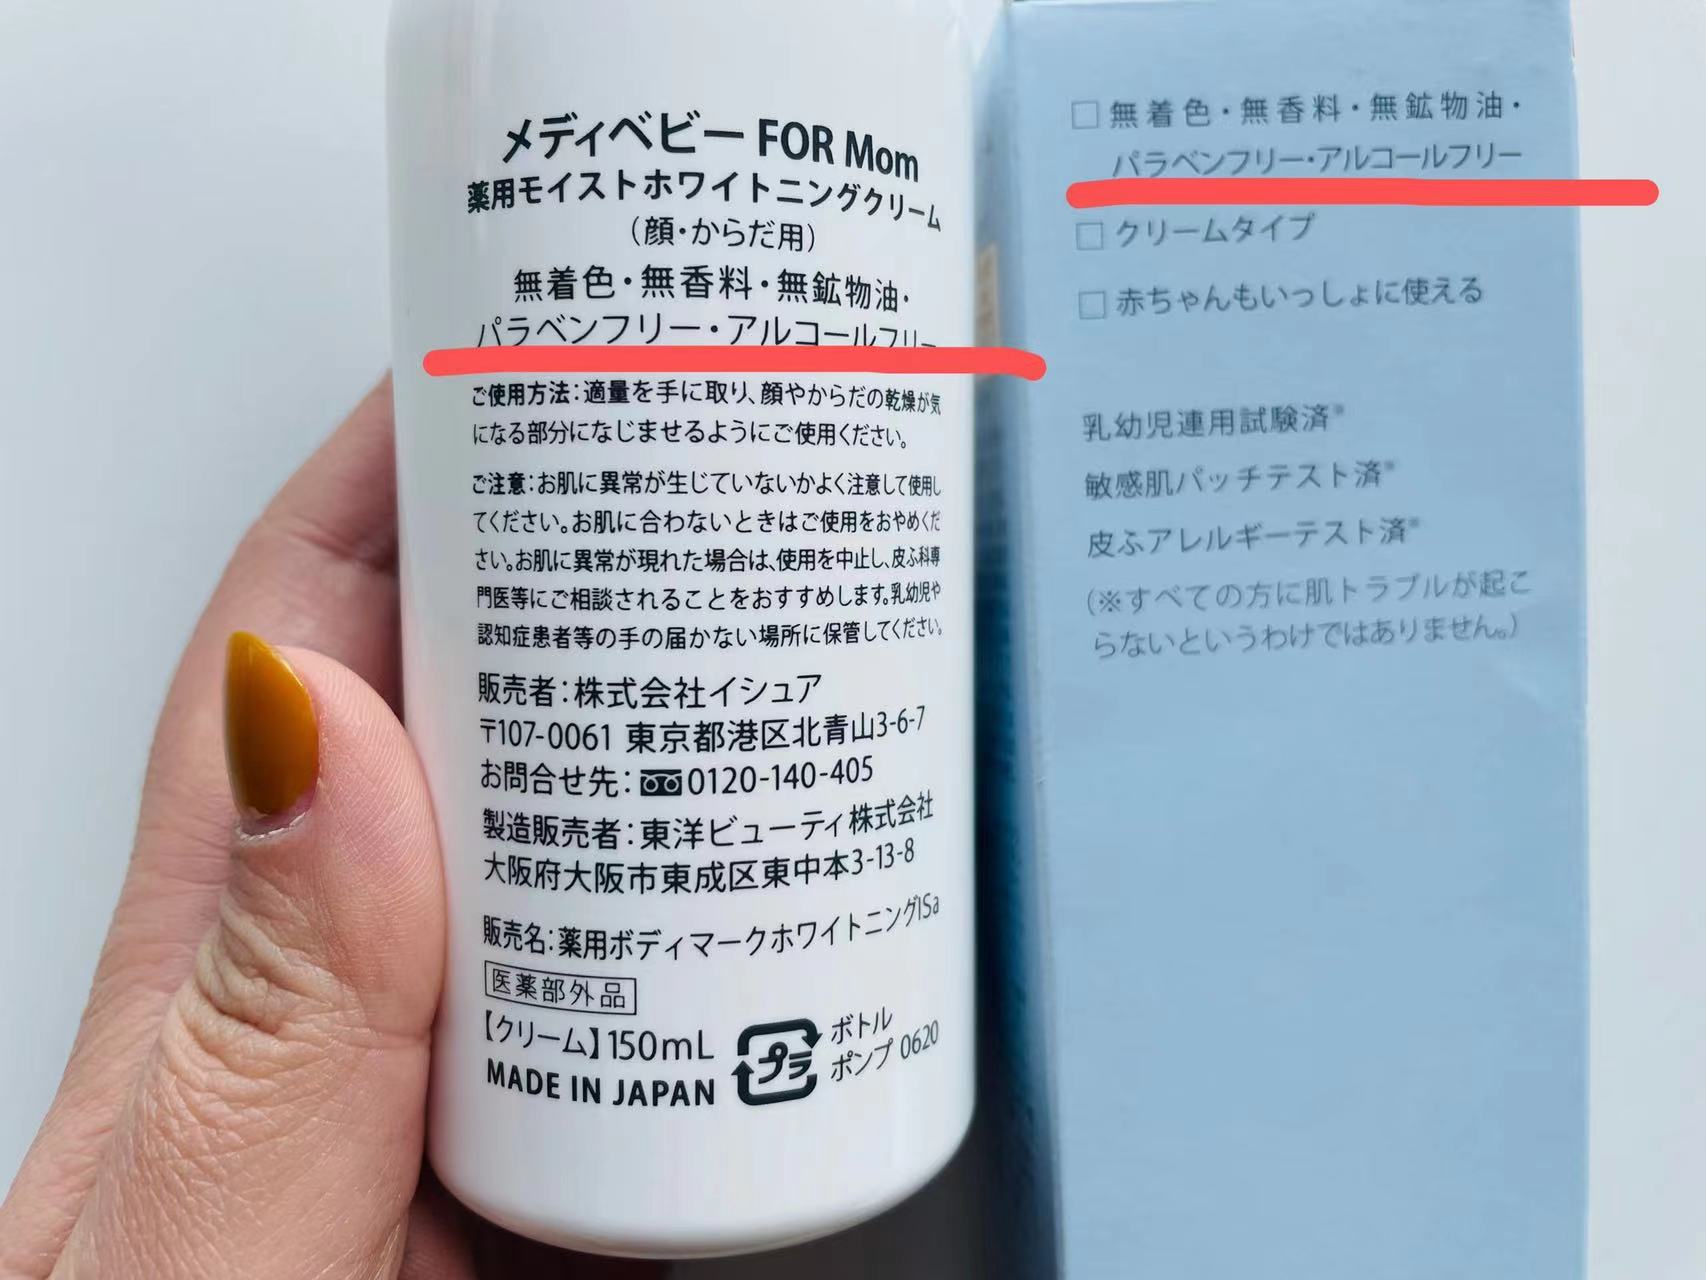 メディベビー FOR Mom
薬用モイストホワイトニングクリーム
（顔・からだ用）
無着色・無香料・無鉱物油・
パラベンフリー・アルコールフリー
ご使用方法：適量を手に取り、顔やからだの乾燥が気
になる部分になじませるようにご使用ください。
ご注意：お肌に異常が生じていないかよく注意して使用し
てください。お肌に合わないときはご使用をおやめくだ
さい。お肌に異常が現れた場合は、使用を中止し、皮ふ科専
門医等にご相談されることをおすすめします。乳幼児や
認知症患者等の手の届かない場所に保管してください。
販売者：株式会社イシュア
〒107-0061 東京都港区北青山3-6-7
お問合せ先：0120-140-405
製造販売者：東洋ビューティ株式会社
大阪府大阪市東成区東中本3-13-8
販売名：薬用ボディマークホワイトニングISa
医薬部外品
【クリーム】150mL
MADE IN JAPAN
プラ
ボトル
ポンプ 0620
□ 無着色・無香料・無鉱物油・
パラベンフリー・アルコールフリー
□ クリームタイプ
□ 赤ちゃんもいっしょに使える
乳幼児連用試験済※
敏感肌パッチテスト済※
皮ふアレルギーテスト済※
（※すべての方に肌トラブルが起こ
らないというわけではありません。）